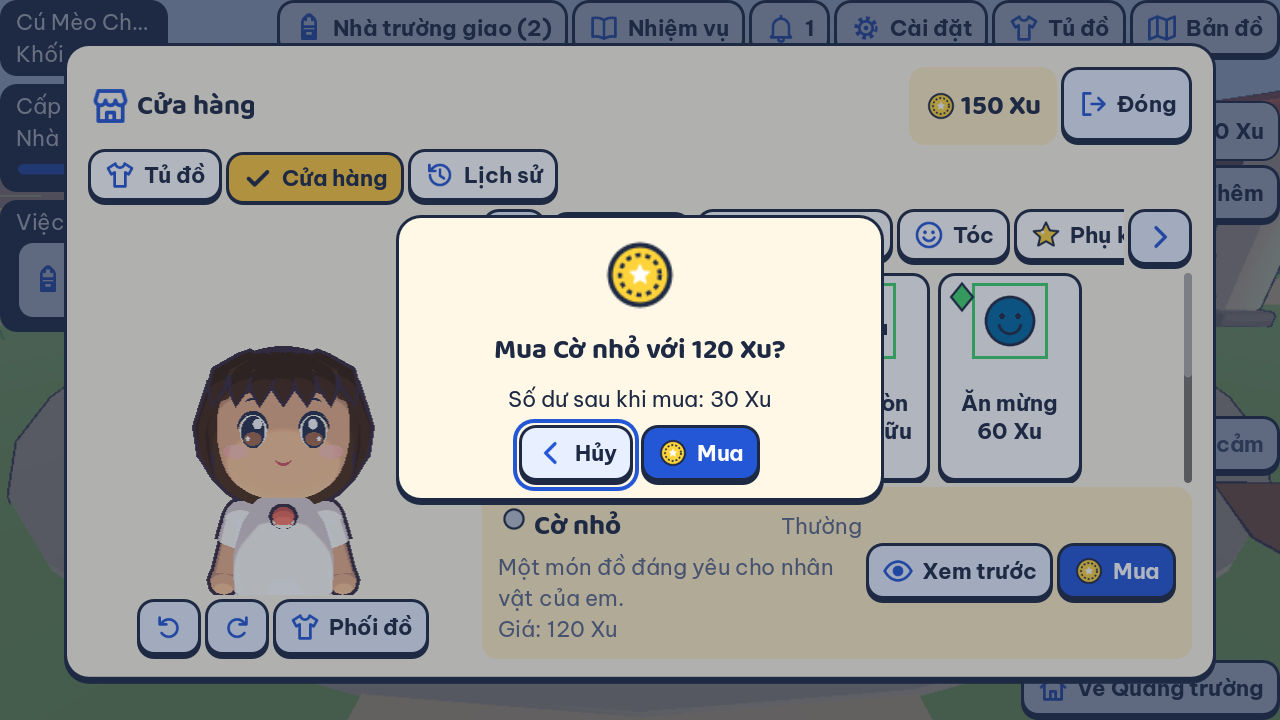 Cú Mèo Ch...
Khối
Nhà trường giao (2)
Nhiệm vụ
1
Cài đặt
Tủ đồ
Bản đồ
Cấp
Nhà
Việc
Cửa hàng
150 Xu
Đóng
0 Xu
Tủ đồ
Cửa hàng
Lịch sử
hêm
Tóc
Phụ k
Mua Cờ nhỏ với 120 Xu?
Số dư sau khi mua: 30 Xu
Hủy
Mua
òn
ữu
Ăn mừng
60 Xu
cảm
Cờ nhỏ
Thường
Một món đồ đáng yêu cho nhân
vật của em.
Giá: 120 Xu
Xem trước
Mua
Phối đồ
Về Quảng trường